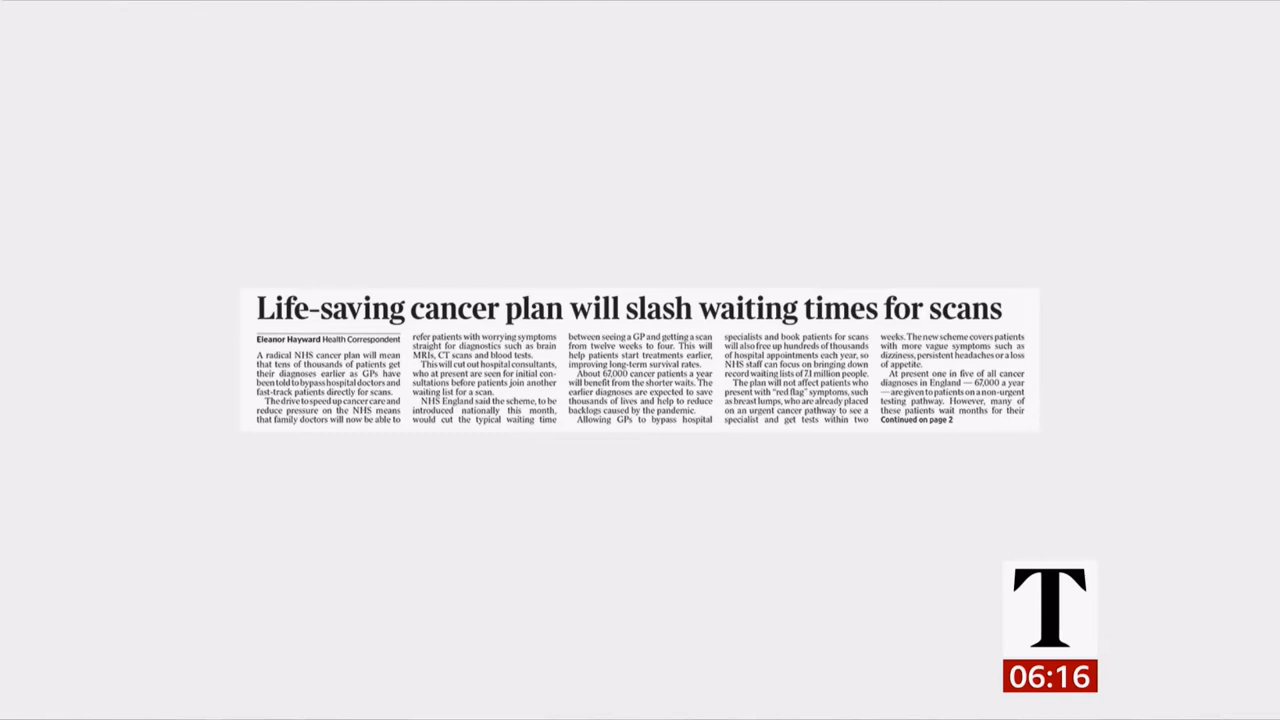 Life-saving cancer plan will slash waiting times for scans
Eleanor Hayward Health Correspondent
A radical NHS cancer plan will mean
that tens of thousands of patients get
their diagnoses earlier as GPs have
been told to bypass hospital doctors and
fast-track patients directly for scans.
The drive to speed up cancer care and
reduce pressure on the NHS means
that family doctors will now be able to
refer patients with worrying symptoms
straight for diagnostics such as brain
MRIs, CT scans and blood tests.
This will cut out hospital consultants,
who at present are seen for initial con-
sultations before patients join another
waiting list for a scan.
NHS England said the scheme, to be
introduced nationally this month,
would cut the typical waiting time
between seeing a GP and getting a scan
from twelve weeks to four. This will
help patients start treatments earlier,
improving long-term survival rates.
About 67,000 cancer patients a year
will benefit from the shorter waits. The
earlier diagnoses are expected to save
thousands of lives and help to reduce
backlogs caused by the pandemic.
Allowing GPs to bypass hospital
specialists and book patients for scans
will also free up hundreds of thousands
of hospital appointments each year, so
NHS staff can focus on bringing down
record waiting lists of 7.1 million people.
The plan will not affect patients who
present with "red flag" symptoms, such
as breast lumps, who are already placed
on an urgent cancer pathway to see a
specialist and get tests within two
weeks. The new scheme covers patients
with more vague symptoms such as
dizziness, persistent headaches or a loss
of appetite.
At present one in five of all cancer
diagnoses in England — 67,000 a year
— are given to patients on a non-urgent
testing pathway. However, many of
these patients wait months for their
Continued on page 2
T
06:16